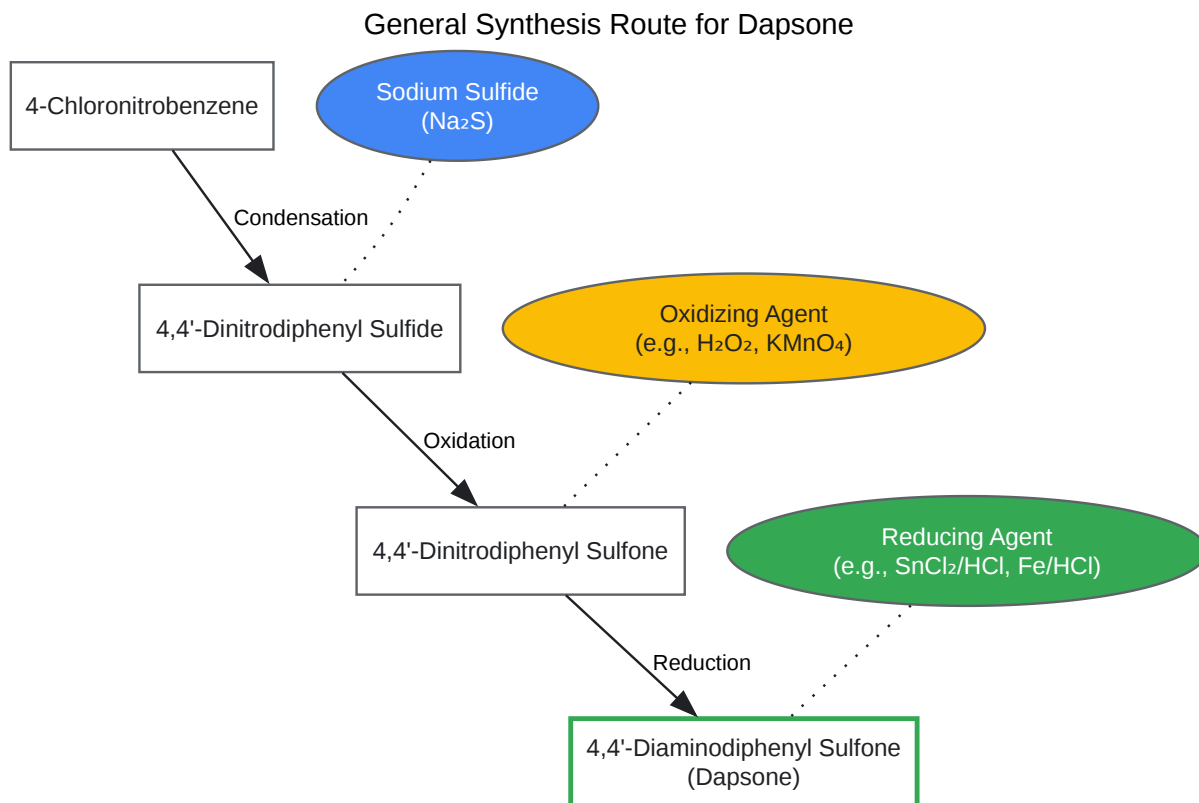 General Synthesis Route for Dapsone
4-Chloronitrobenzene
Sodium Sulfide
(Na₂S)
Condensation
4,4'-Dinitrodiphenyl Sulfide
Oxidizing Agent
(e.g., H₂O₂, KMnO₄)
Oxidation
4,4'-Dinitrodiphenyl Sulfone
Reducing Agent
(e.g., SnCl₂/HCl, Fe/HCl)
Reduction
4,4'-Diaminodiphenyl Sulfone
(Dapsone)